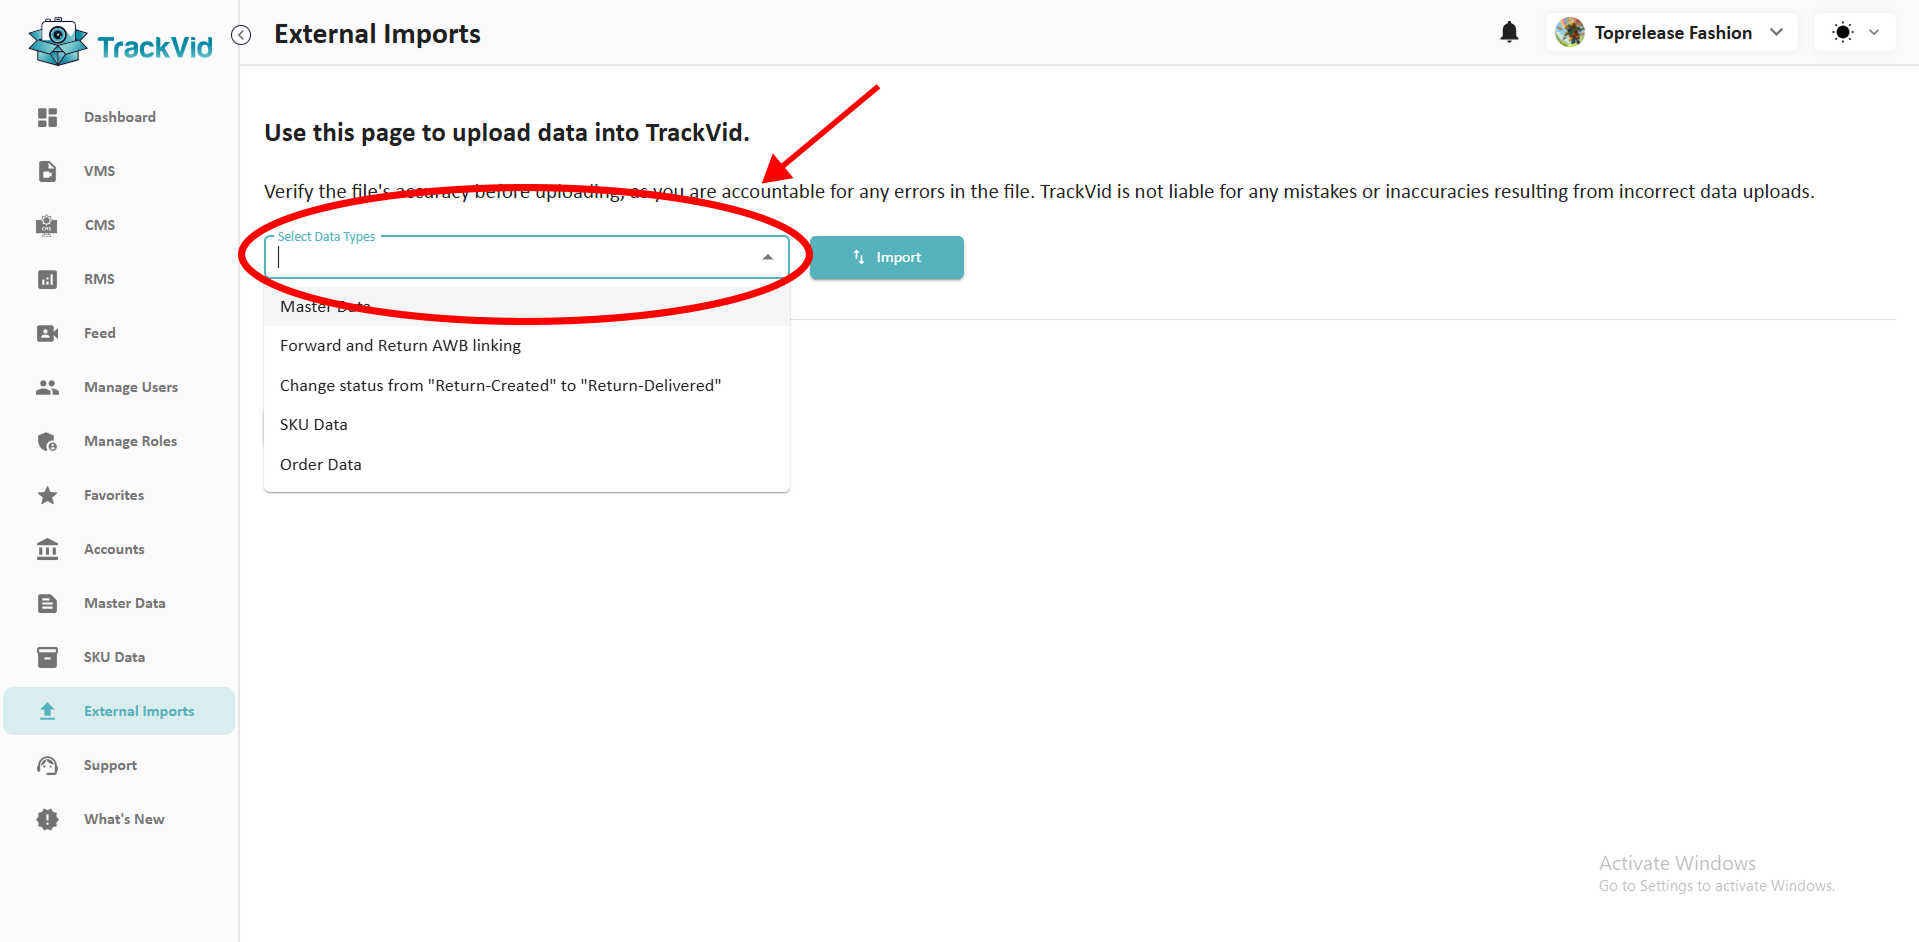 TrackVid
External Imports
Toprelease Fashion
Dashboard
VMS
CMS
RMS
Feed
Manage Users
Manage Roles
Favorites
Accounts
Master Data
SKU Data
External Imports
Support
What's New
Use this page to upload data into TrackVid.
Verify the file's accuracy before uploading, as you are accountable for any errors in the file. TrackVid is not liable for any mistakes or inaccuracies resulting from incorrect data uploads.
Select Data Types
Import
Master Data
Forward and Return AWB linking
Change status from "Return-Created" to "Return-Delivered"
SKU Data
Order Data
Activate Windows
Go to Settings to activate Windows.